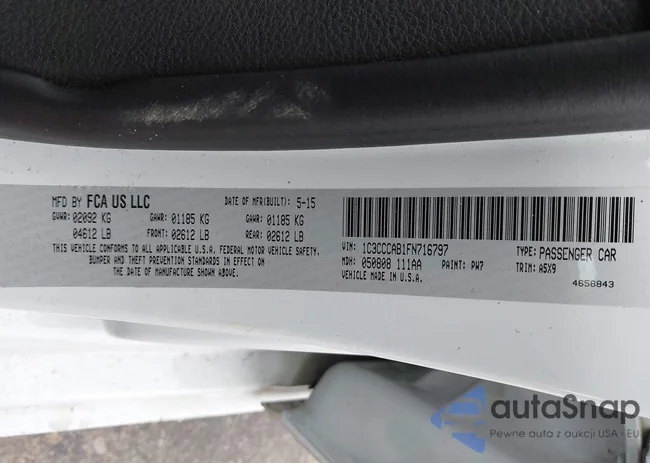 MFD BY FCA US LLC DATE OF MFR(BUILT): 5-15
GVWR: 02092 KG GAWR: 01185 KG GAWR: 01185 KG
04612 LB FRONT: 02612 LB REAR: 02612 LB
THIS VEHICLE CONFORMS TO ALL APPLICABLE U.S.A. FEDERAL MOTOR VEHICLE SAFETY,
BUMPER AND THEFT PREVENTION STANDARDS IN EFFECT ON
THE DATE OF MANUFACTURE SHOWN ABOVE.
VIN: 1C3CCCAB1FN716797 TYPE: PASSENGER CAR
MDH: 050808 111AA PAINT: PW7 TRIM: A5X9
VEHICLE MADE IN U.S.A. 4658843
autoSnap
Pewne auta z aukcji USA i EU